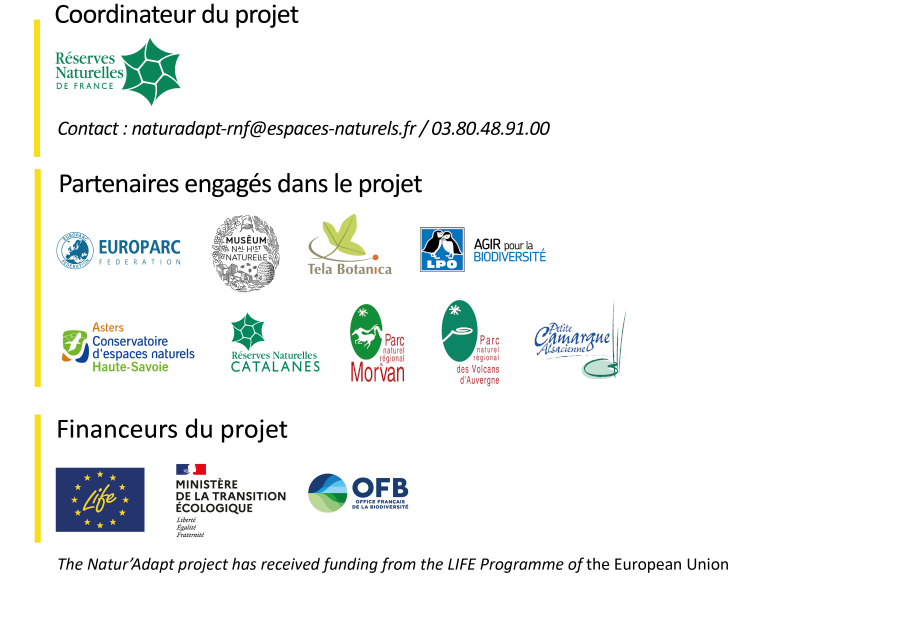 Coordinateur du projet
Réserves
Naturelles
DE FRANCE
Contact : naturadapt-rnf@espaces-naturels.fr / 03.80.48.91.00
Partenaires engagés dans le projet
EUROPARC
FEDERATION
EUROPARC
FEDERATION
MUSÉUM
NAL HIST
NATURELLE
Tela Botanica
LPO
AGIR pour la
BIODIVERSITÉ
Asters
Conservatoire
d'espaces naturels
Haute-Savoie
Réserves Naturelles
CATALANES
Parc
naturel
régional
du
Morvan
Parc
naturel
régional
des Volcans
d'Auvergne
Petite
Camargue
Alsacienne
Financeurs du projet
Life
MINISTÈRE
DE LA TRANSITION
ÉCOLOGIQUE
Liberté
Égalité
Fraternité
OFB
OFFICE FRANÇAIS
DE LA BIODIVERSITÉ
The Natur’Adapt project has received funding from the LIFE Programme of the European Union